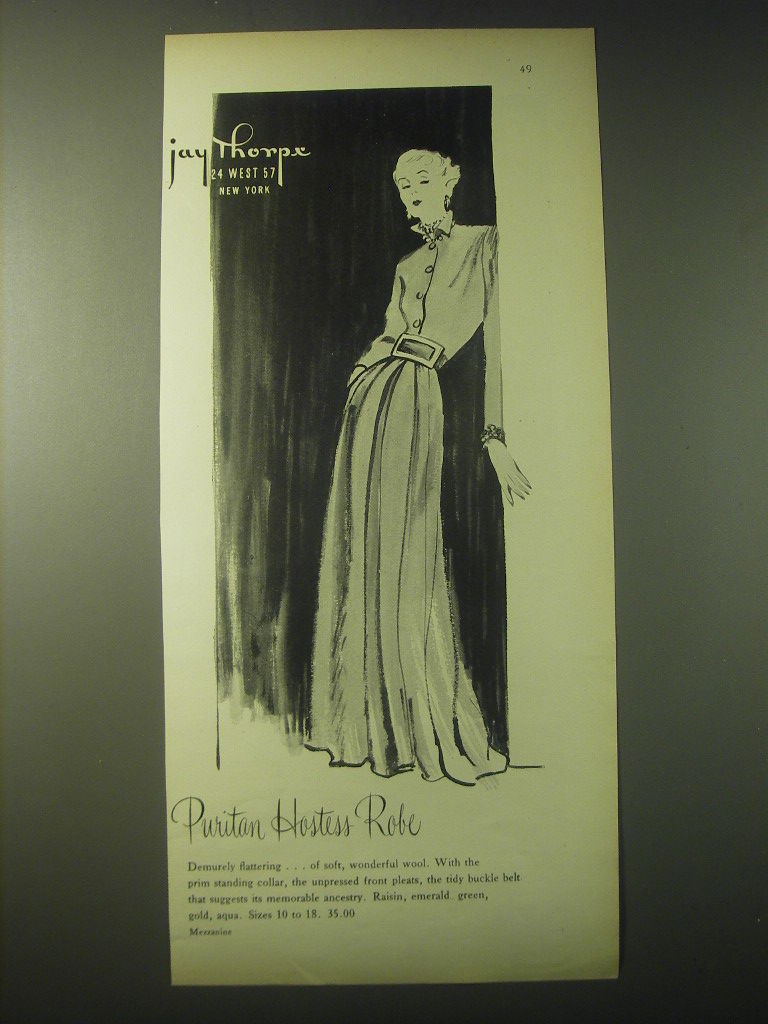 49
jay Thorpe
24 WEST 57
NEW YORK
Puritan Hostess Robe
Demurely flattering . . . of soft, wonderful wool. With the
prim standing collar, the unpressed front pleats, the tidy buckle belt
that suggests its memorable ancestry. Raisin, emerald green,
gold, aqua. Sizes 10 to 18. 35.00
Mezzanine